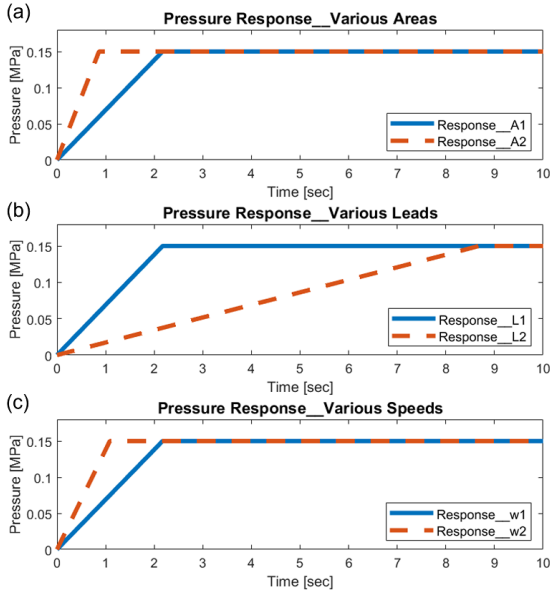 (a)
Pressure Response__Various Areas
Pressure [MPa]
0.15
0.1
0.05
0
Response__A1
Response__A2
0 1 2 3 4 5 6 7 8 9 10
Time [sec]
(b)
Pressure Response__Various Leads
Pressure [MPa]
0.15
0.1
0.05
0
Response__L1
Response__L2
0 1 2 3 4 5 6 7 8 9 10
Time [sec]
(c)
Pressure Response__Various Speeds
Pressure [MPa]
0.15
0.1
0.05
0
Response__w1
Response__w2
0 1 2 3 4 5 6 7 8 9 10
Time [sec]